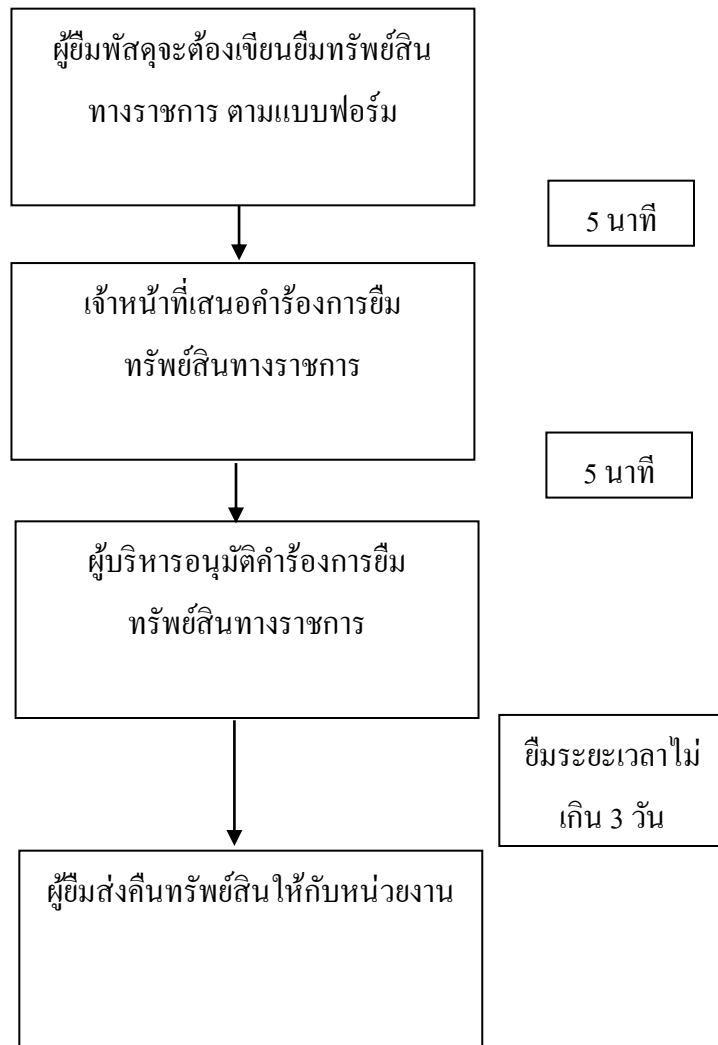 ผู้ยืมพัสดุจะต้องเขียนยืมทรัพย์สิน
ทางราชการ ตามแบบฟอร์ม
5 นาที
เจ้าหน้าที่เสนอคำร้องการยืม
ทรัพย์สินทางราชการ
5 นาที
ผู้บริหารอนุมัติคำร้องการยืม
ทรัพย์สินทางราชการ
ยืมระยะเวลาไม่
เกิน 3 วัน
ผู้ยืมส่งคืนทรัพย์สินให้กับหน่วยงาน